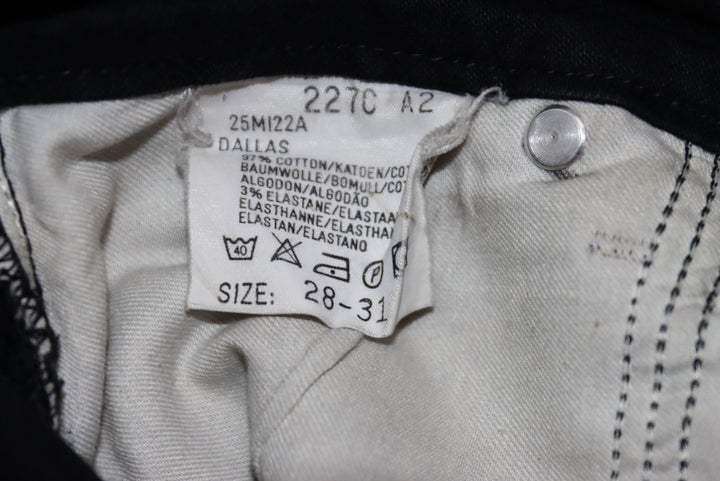 227C A2
25MI22A
DALLAS
97% COTTON/KATOEN/COT
BAUMWOLLE/BOMULL/COT
ALGODON/ALGODÃO
3% ELASTANE/ELASTAA
ELASTHANNE/ELASTHA
ELASTAN/ELASTANO
40
P
SIZE: 28-31